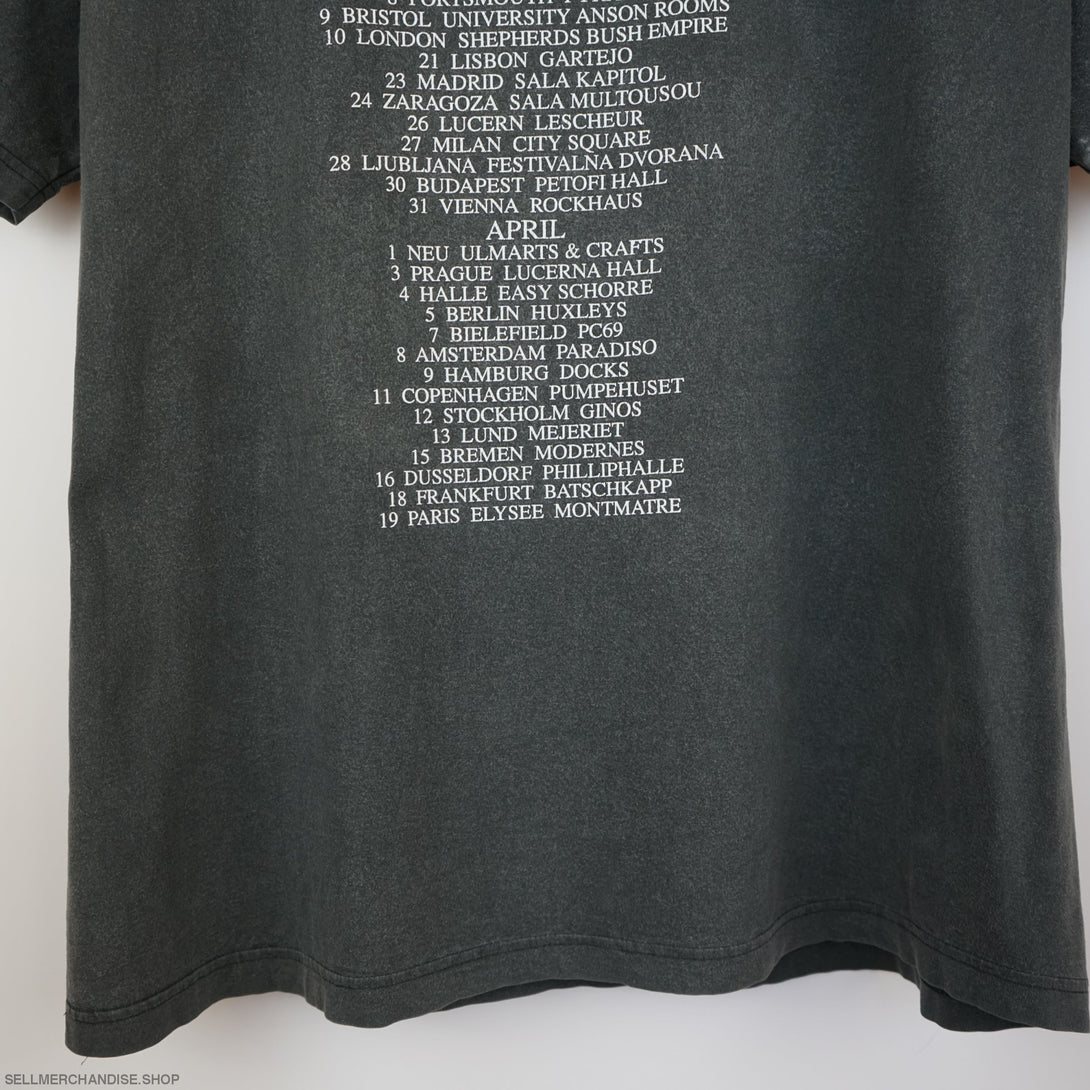 8 PORTSMOUTH
9 BRISTOL UNIVERSITY ANSON ROOMS
10 LONDON SHEPHERDS BUSH EMPIRE
21 LISBON GARTEJO
23 MADRID SALA KAPITOL
24 ZARAGOZA SALA MULTOUSOU
26 LUCERN LESCHEUR
27 MILAN CITY SQUARE
28 LJUBLJANA FESTIVALNA DVORANA
30 BUDAPEST PETOFI HALL
31 VIENNA ROCKHAUS
APRIL
1 NEU ULMARTS & CRAFTS
3 PRAGUE LUCERNA HALL
4 HALLE EASY SCHORRE
5 BERLIN HUXLEYS
7 BIELEFIELD PC69
8 AMSTERDAM PARADISO
9 HAMBURG DOCKS
11 COPENHAGEN PUMPEHUSET
12 STOCKHOLM GINOS
13 LUND MEJERIET
15 BREMEN MODERNES
16 DUSSELDORF PHILLIPHALLE
18 FRANKFURT BATSCHKAPP
19 PARIS ELYSEE MONTMATRE
SELLMERCHANDISE.SHOP